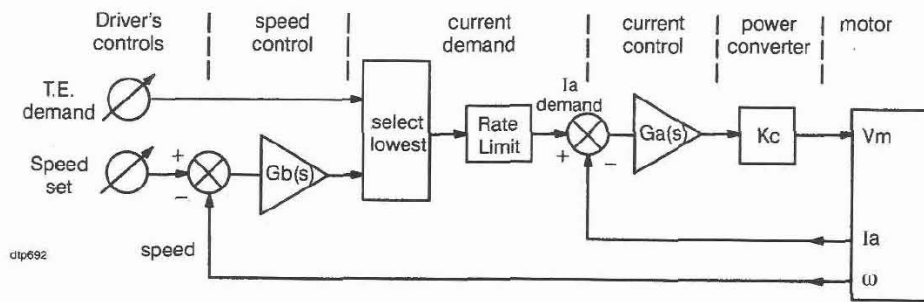 Driver's
controls
speed
control
current
demand
current
control
power
converter
motor
T.E.
demand
select
lowest
Rate
Limit
Ia
demand
+
−
Ga(s)
Kc
Vm
Speed
set
+
−
Gb(s)
Ia
speed
ω
dtp692